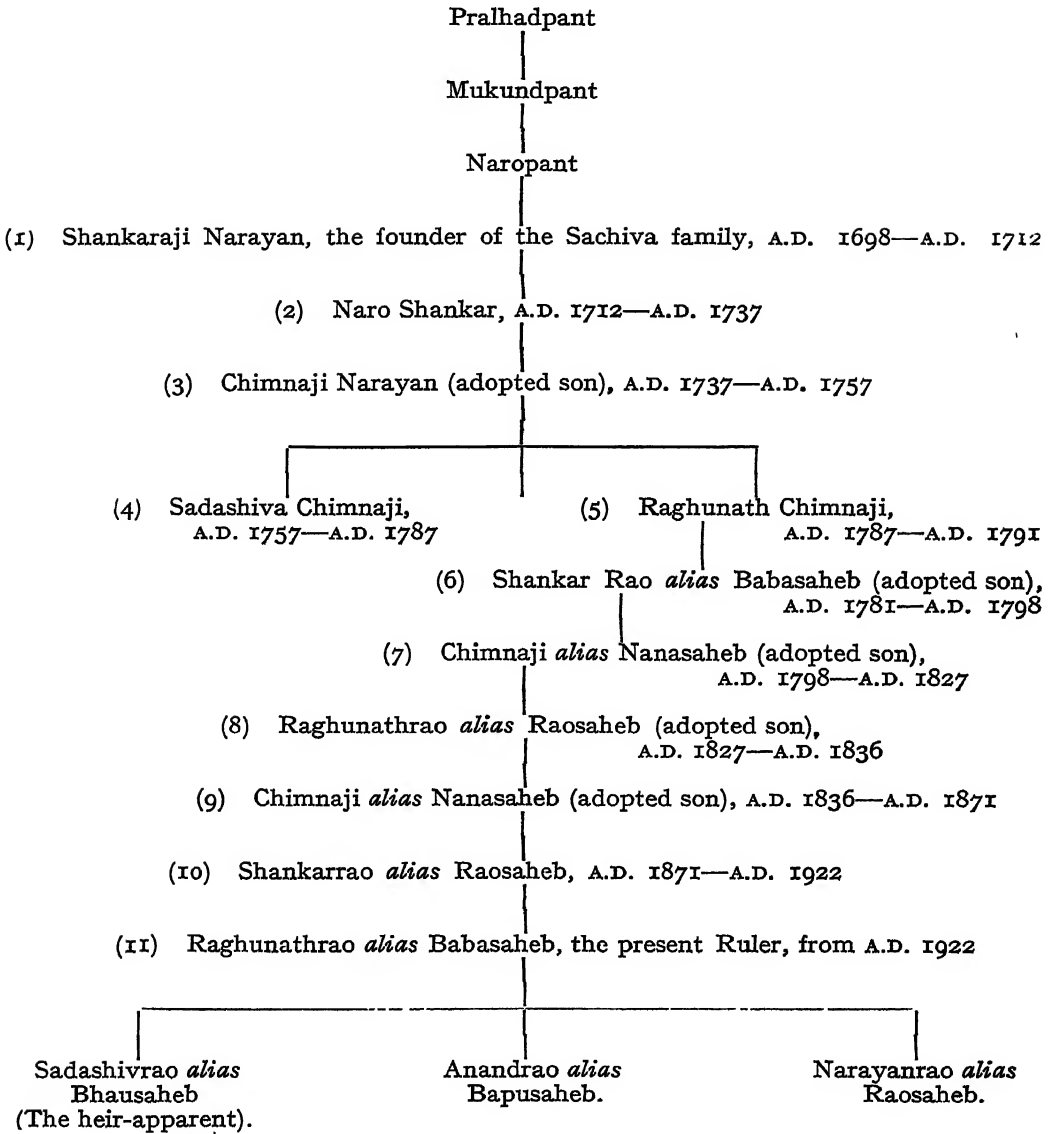 Pralhadpant
Mukundpant
Naropant
(1) Shankaraji Narayan, the founder of the Sachiva family, A.D. 1698—A.D. 1712
(2) Naro Shankar, A.D. 1712—A.D. 1737
(3) Chimnaji Narayan (adopted son), A.D. 1737—A.D. 1757
(4) Sadashiva Chimnaji,
A.D. 1757—A.D. 1787
(5) Raghunath Chimnaji,
A.D. 1787—A.D. 1791
(6) Shankar Rao alias Babasaheb (adopted son),
A.D. 1781—A.D. 1798
(7) Chimnaji alias Nanasaheb (adopted son),
A.D. 1798—A.D. 1827
(8) Raghunathrao alias Raosaheb (adopted son),
A.D. 1827—A.D. 1836
(9) Chimnaji alias Nanasaheb (adopted son), A.D. 1836—A.D. 1871
(10) Shankarrao alias Raosaheb, A.D. 1871—A.D. 1922
(11) Raghunathrao alias Babasaheb, the present Ruler, from A.D. 1922
Sadashivrao alias
Bhausaheb
(The heir-apparent).
Anandrao alias
Bapusaheb.
Narayanrao alias
Raosaheb.